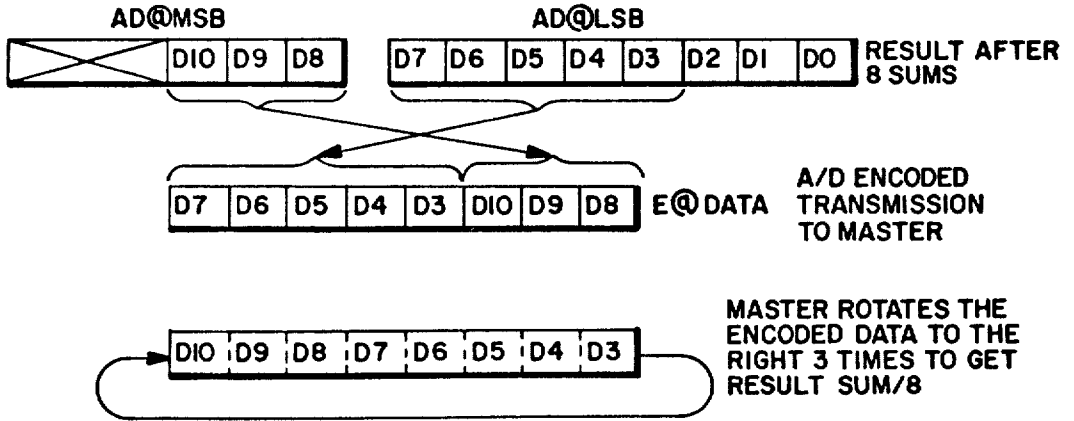 AD@MSB AD@LSB
D10 D9 D8 D7 D6 D5 D4 D3 D2 D1 D0 RESULT AFTER
8 SUMS
D7 D6 D5 D4 D3 D10 D9 D8 E@DATA A/D ENCODED
TRANSMISSION
TO MASTER
D10 D9 D8 D7 D6 D5 D4 D3 MASTER ROTATES THE
ENCODED DATA TO THE
RIGHT 3 TIMES TO GET
RESULT SUM/8